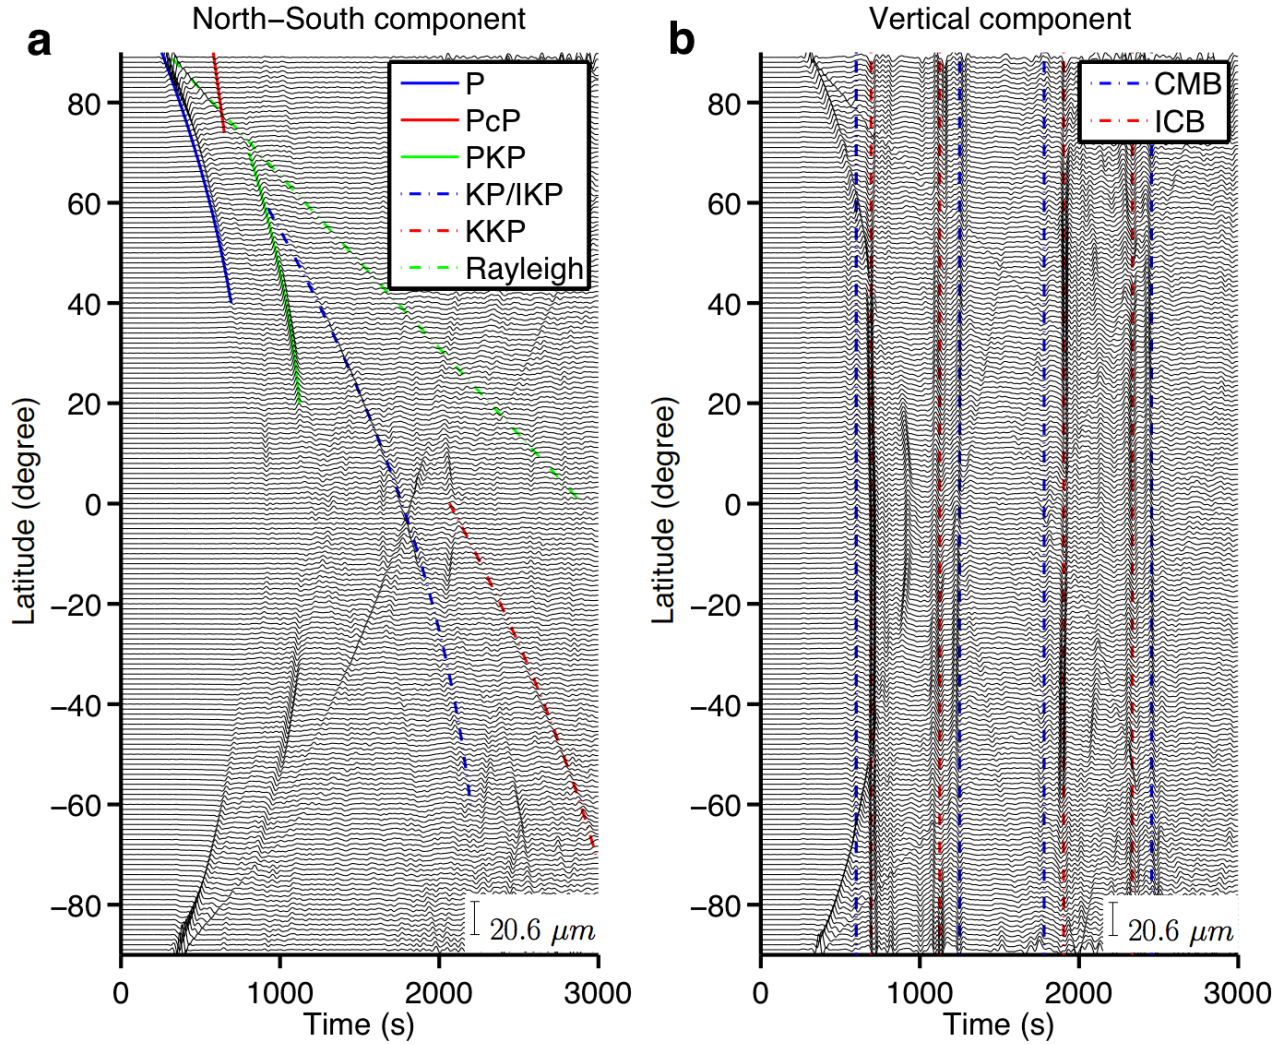 North−South component
a
P
PcP
PKP
KP/IKP
KKP
Rayleigh
80
60
40
20
0
−20
−40
−60
−80
Latitude (degree)
20.6 μm
0 1000 2000 3000
Time (s)
Vertical component
b
CMB
ICB
80
60
40
20
0
−20
−40
−60
−80
Latitude (degree)
20.6 μm
0 1000 2000 3000
Time (s)